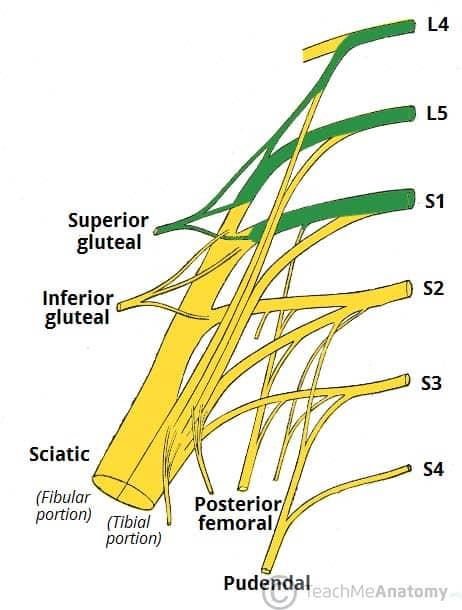 L4
L5
S1
Superior
gluteal
S2
Inferior
gluteal
S3
Sciatic
S4
(Fibular
portion)
(Tibial
portion)
Posterior
femoral
Pudendal
© TeachMeAnatomy